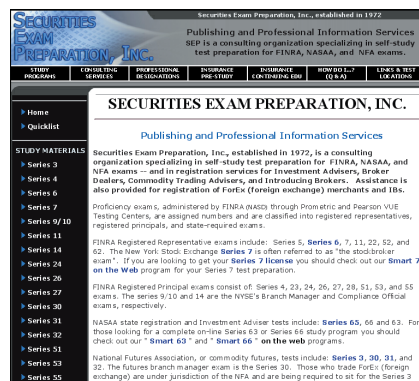 SECURITIES
EXAM
PREPARATION, INC.
Securities Exam Preparation, Inc., established in 1972
Publishing and Professional Information Services
SEP is a consulting organization specializing in self-study
test preparation for FINRA, NASAA, and NFA exams.
STUDY PROGRAMS
CONSULTING SERVICES
PROFESSIONAL DESIGNATIONS
INSURANCE PRE-STUDY
INSURANCE CONTINUING EDU
HOW DO I...? (Q & A)
LINKS & TEST LOCATIONS
Home
Quicklist
STUDY MATERIALS
Series 3
Series 4
Series 6
Series 7
Series 9/10
Series 11
Series 14
Series 24
Series 26
Series 27
Series 30
Series 31
Series 32
Series 51
Series 53
Series 55
SECURITIES EXAM PREPARATION, INC.
Publishing and Professional Information Services
Securities Exam Preparation, Inc., established in 1972, is a consulting
organization specializing in self-study test preparation for FINRA, NASAA, and
NFA exams -- and in registration services for Investment Advisers, Broker
Dealers, Commodity Trading Advisers, and Introducing Brokers. Assistance is
also provided for registration of ForEx (foreign exchange) merchants and IBs.
Proficiency exams, administered by FINRA (NASD) through Prometric and Pearson VUE
Testing Centers, are assigned numbers and are classified into registered representatives,
registered principals, and state-required exams.
FINRA Registered Representative exams include: Series 5, Series 6, 7, 11, 22, 52, and
62. The New York Stock Exchange Series 7 is often referred to as "the stockbroker
exam". If you are looking to get your Series 7 license you should check out our Smart 7
on the Web program for your Series 7 test preparation.
FINRA Registered Principal exams consist of: Series 4, 23, 24, 26, 27, 28, 51, 53, and 55
exams. The series 9/10 and 14 are the NYSE's Branch Manager and Compliance Official
exams, respectively.
NASAA state registration and Investment Adviser tests include: Series 65, 66 and 63. For
those looking for a complete on-line Series 63 or Series 66 study program you should
check out our " Smart 63 " and " Smart 66 " on the web programs.
National Futures Association, or commodity futures, tests include: Series 3, 30, 31, and
32. The futures branch manager exam is the Series 30. Those who trade ForEx (foreign
exchange) are under jurisdiction of the NFA and are being required to sit for the Series 3